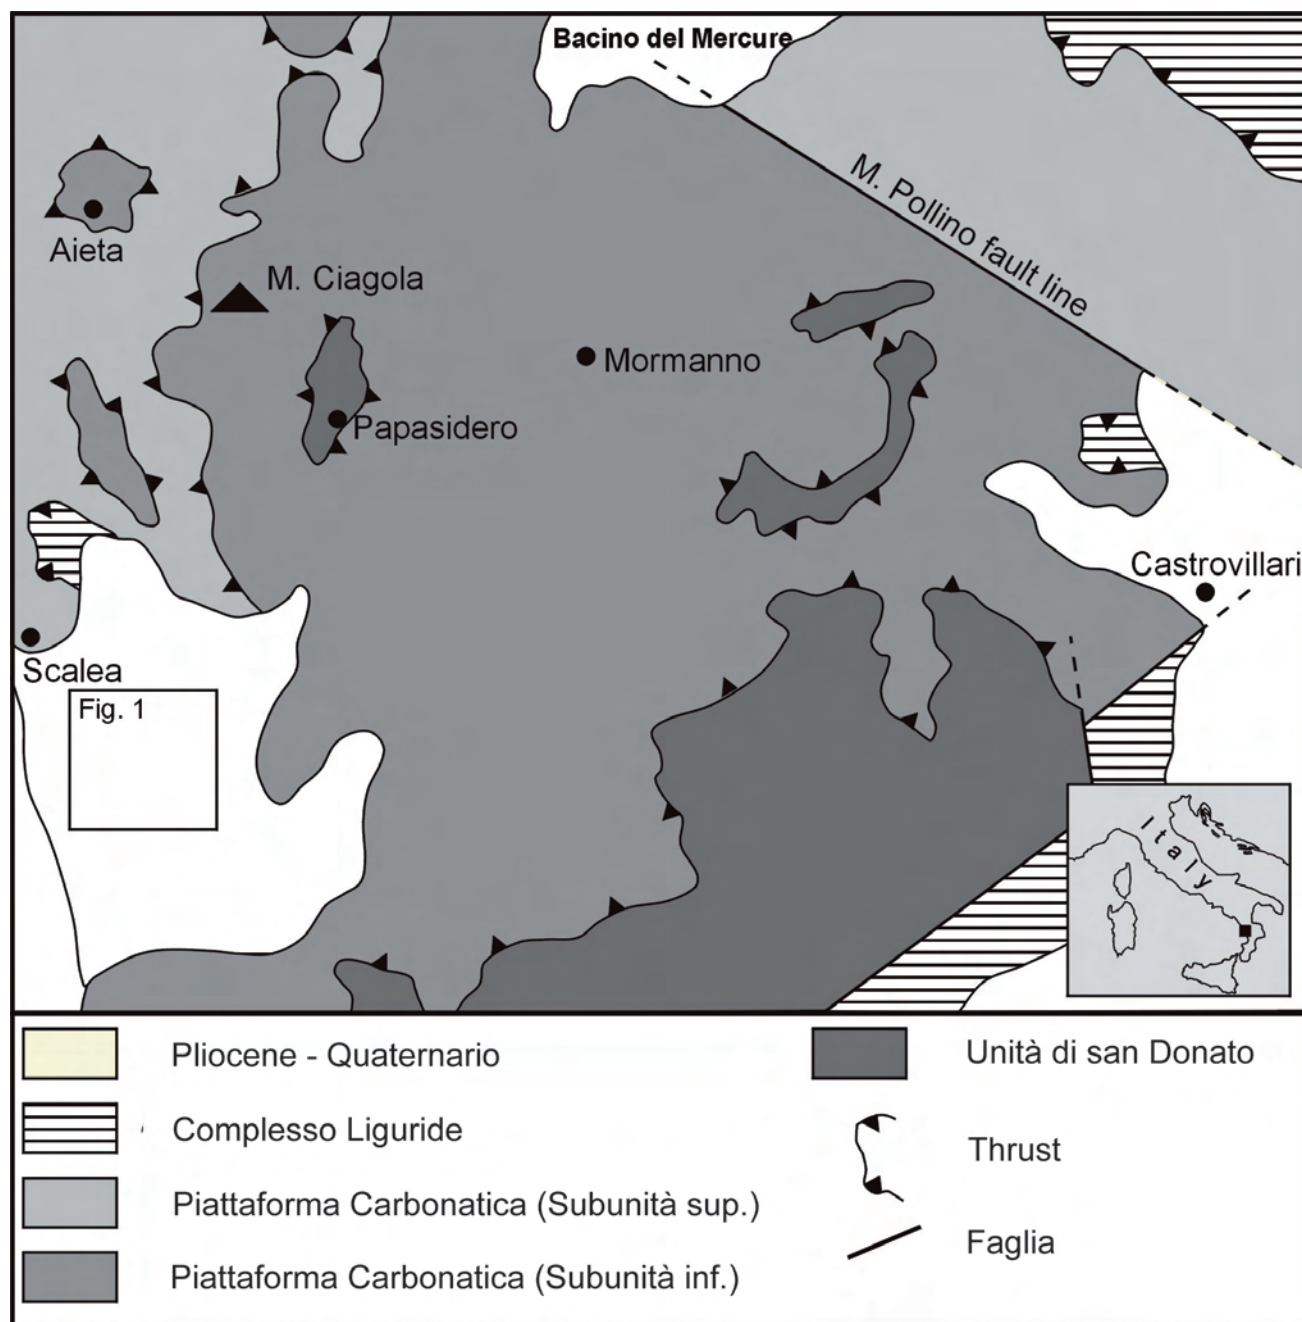 Bacino del Mercure
M. Pollino fault line
Aieta
M. Ciagola
Mormanno
Papasidero
Castrovillari
Scalea
Fig. 1
Italy
Pliocene - Quaternario
Complesso Liguride
Piattaforma Carbonatica (Subunità sup.)
Piattaforma Carbonatica (Subunità inf.)
Unità di san Donato
Thrust
Faglia